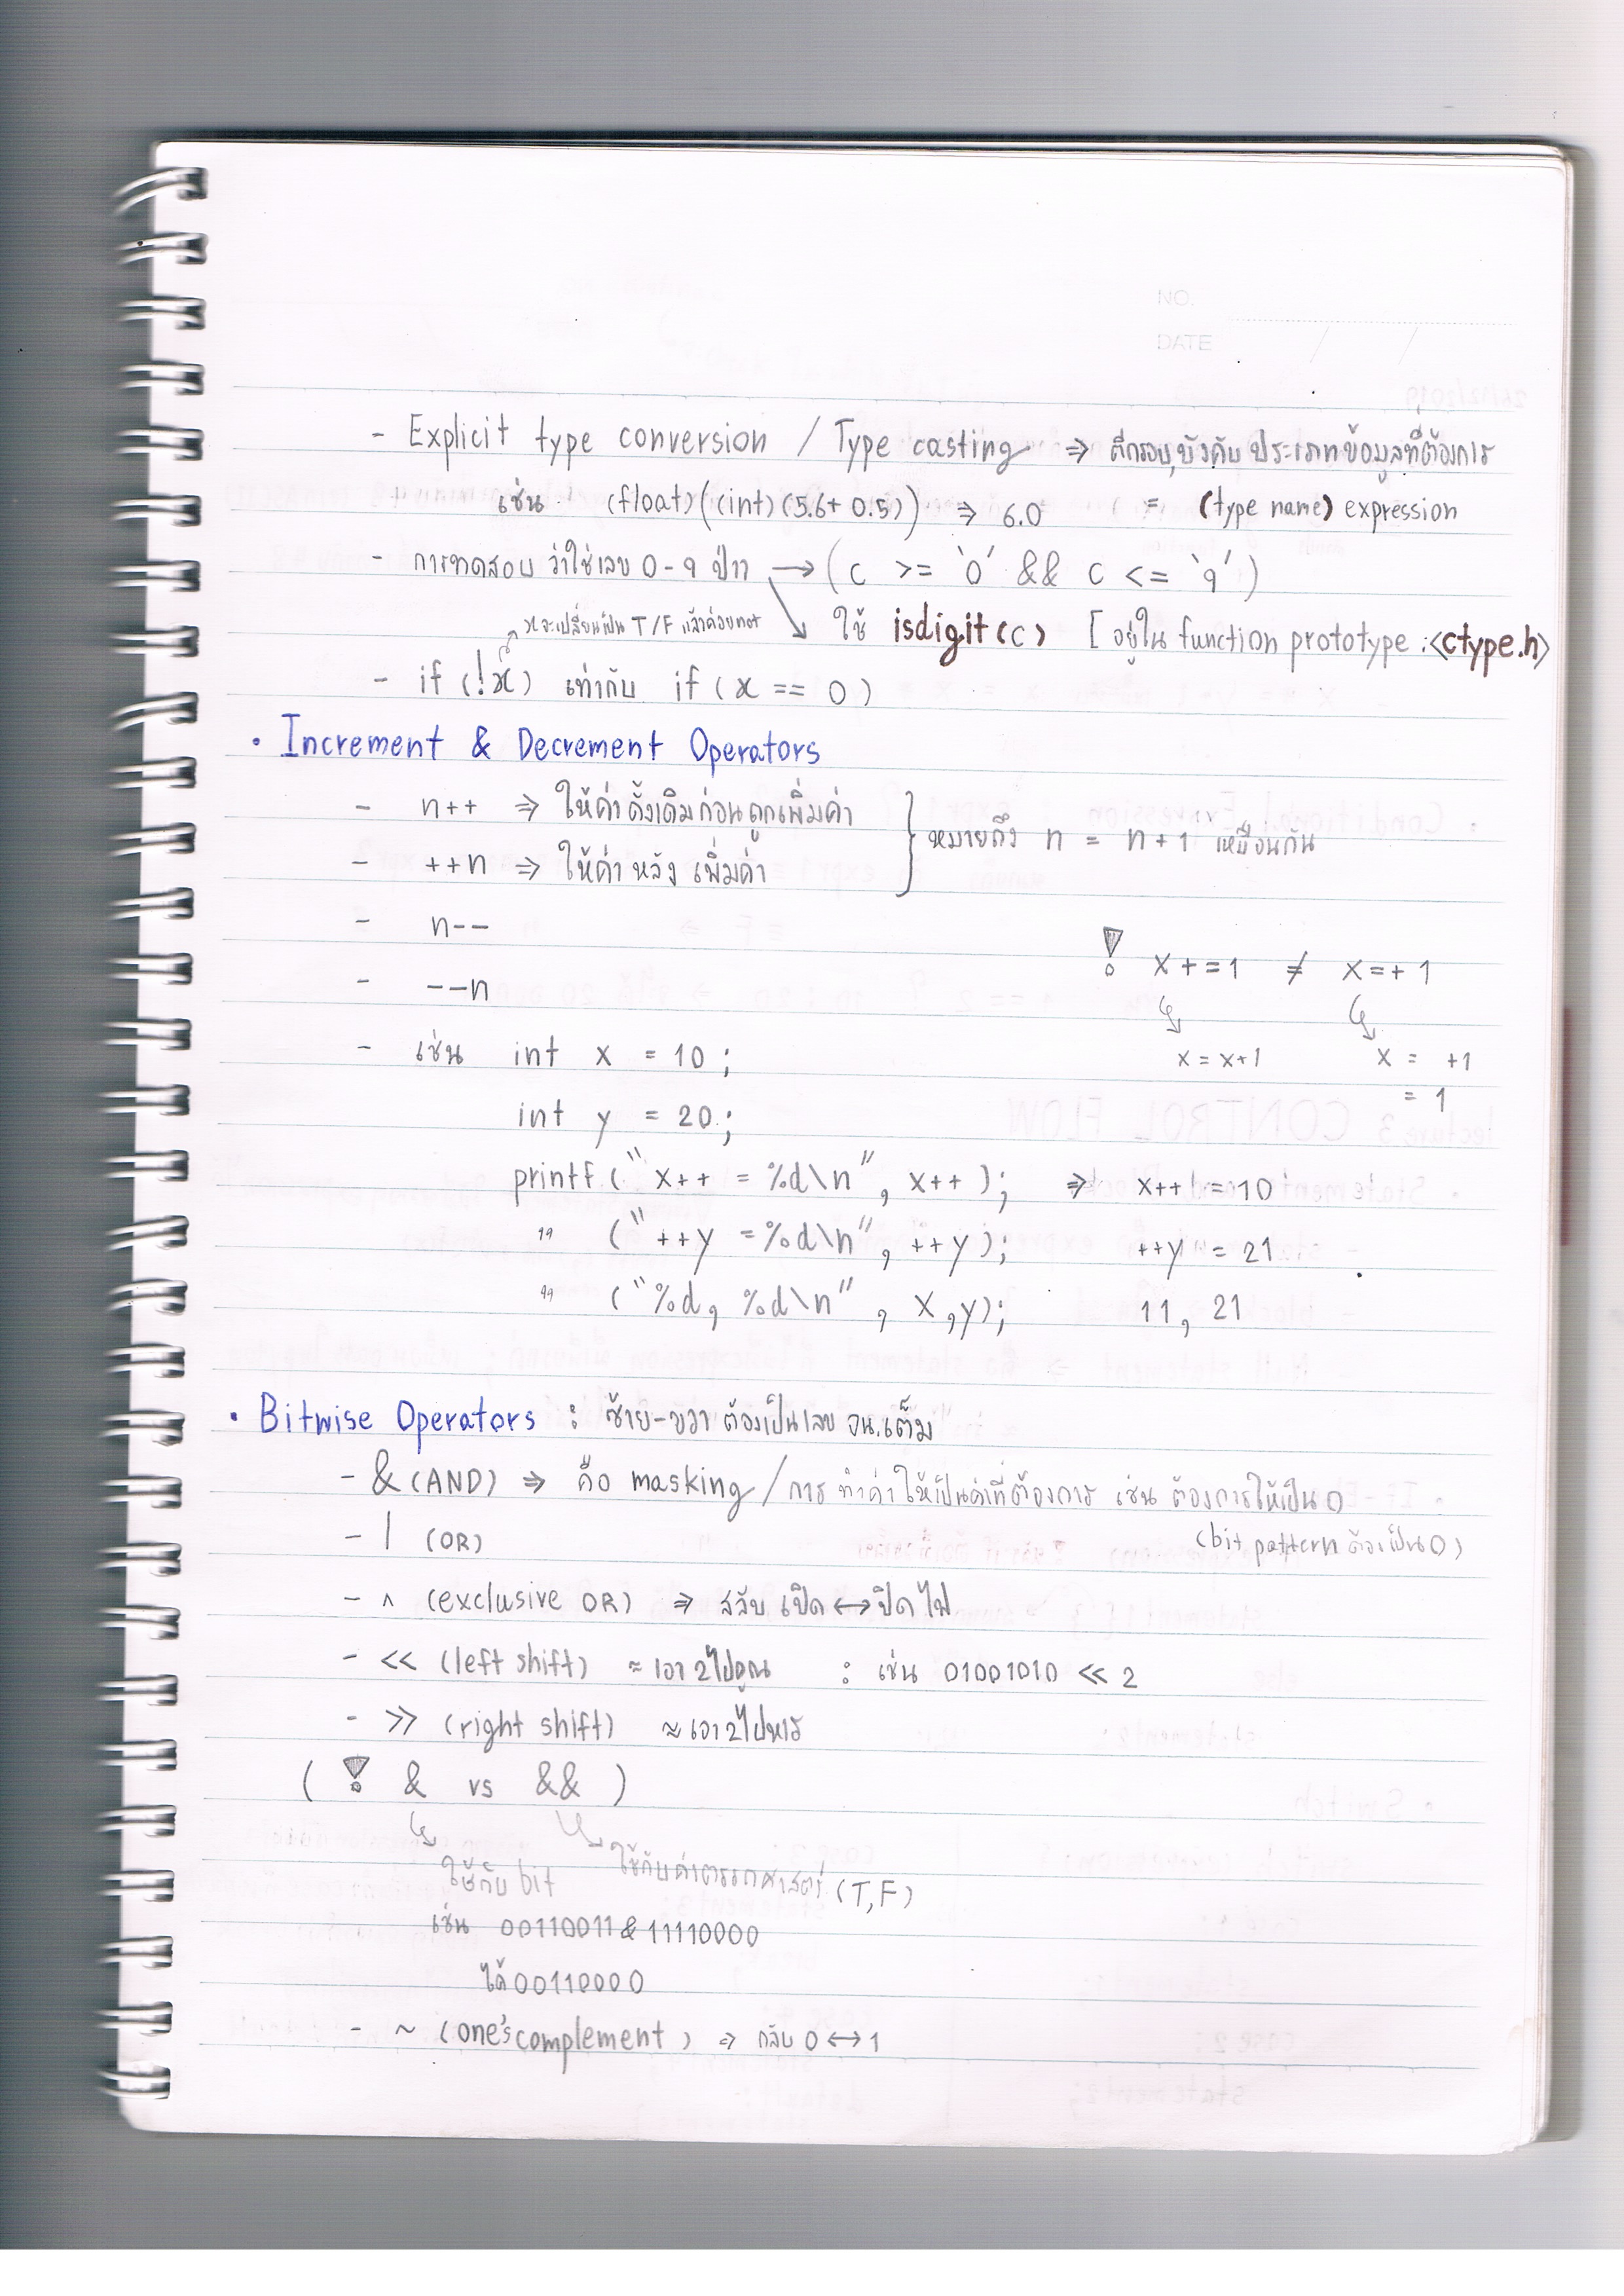 NO.
DATE / /
- Explicit type conversion / Type casting ⇒ ตีกรอบ,บังคับ ประเภทข้อมูลที่ต้องการ
เช่น (float)((int)(5.6+0.5)) ⇒ 6.0 = (type name) expression
- การทดสอบ ว่าใช่เลข 0-9 ป่าว → (c >= '0' && c <= '9')
x จะเปลี่ยนเป็น T/F แล้วค่อย not ใช้ isdigit(c) [อยู่ใน function prototype : <ctype.h>
- if (!x) เท่ากับ if (x == 0)
• Increment & Decrement Operators
- n++ ⇒ ให้ค่าดั้งเดิมก่อนถูกเพิ่มค่า
- ++n ⇒ ให้ค่าหลังเพิ่มค่า } หมายถึง n = n+1 เหมือนกัน
- n--
- --n
! x+=1 ≠ x=+1
x = x+1 x = +1
= 1
- เช่น int x = 10;
int y = 20;
printf("x++ = %d\n", x++); ⇒ x++ = 10
" ("++y = %d\n", ++y); ++y = 21
" ("%d, %d\n", x,y); 11, 21
• Bitwise Operators : ซ้าย-ขวา ต้องเป็นเลข จน.เต็ม
- & (AND) ⇒ คือ masking / การ ทำค่าให้เป็นค่าที่ต้องการ เช่น ต้องการให้เป็น 0
(bit pattern ต้องเป็น 0)
- | (OR)
- ^ (exclusive OR) ⇒ สลับ เปิด ↔ ปิดไฟ
- << (left shift) ≈ เอา 2 ไปคูณ : เช่น 01001010 << 2
- >> (right shift) ≈ เอา 2 ไปหาร
( ! & vs && )
ใช้กับ bit ใช้กับค่าตรรกศาสตร์ (T,F)
เช่น 00110011 & 11110000
ได้ 00110000
- ~ (one's complement) ⇒ กลับ 0 ↔ 1